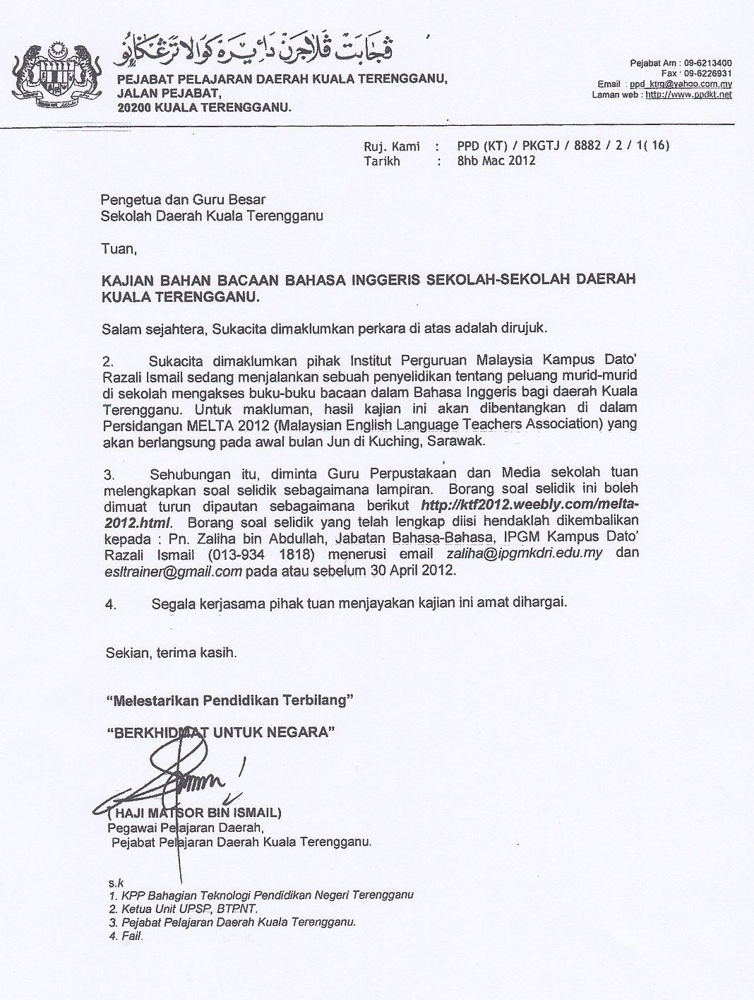 ڤجابت ڤلاجرن دائيره كوالا ترڠڬانو
PEJABAT PELAJARAN DAERAH KUALA TERENGGANU,
JALAN PEJABAT,
20200 KUALA TERENGGANU.
Pejabat Am : 09-6213400
Fax : 09-6226931
Email : ppd_ktrg@yahoo.com.my
Laman web : http://www.ppdkt.net
Ruj. Kami : PPD (KT) / PKGTJ / 8882 / 2 / 1( 16)
Tarikh : 8hb Mac 2012
Pengetua dan Guru Besar
Sekolah Daerah Kuala Terengganu
Tuan,
KAJIAN BAHAN BACAAN BAHASA INGGERIS SEKOLAH-SEKOLAH DAERAH
KUALA TERENGGANU.
Salam sejahtera, Sukacita dimaklumkan perkara di atas adalah dirujuk.
2. Sukacita dimaklumkan pihak Institut Perguruan Malaysia Kampus Dato'
Razali Ismail sedang menjalankan sebuah penyelidikan tentang peluang murid-murid
di sekolah mengakses buku-buku bacaan dalam Bahasa Inggeris bagi daerah Kuala
Terengganu. Untuk makluman, hasil kajian ini akan dibentangkan di dalam
Persidangan MELTA 2012 (Malaysian English Language Teachers Association) yang
akan berlangsung pada awal bulan Jun di Kuching, Sarawak.
3. Sehubungan itu, diminta Guru Perpustakaan dan Media sekolah tuan
melengkapkan soal selidik sebagaimana lampiran. Borang soal selidik ini boleh
dimuat turun dipautan sebagaimana berikut http://ktf2012.weebly.com/melta-
2012.html. Borang soal selidik yang telah lengkap diisi hendaklah dikembalikan
kepada : Pn. Zaliha bin Abdullah, Jabatan Bahasa-Bahasa, IPGM Kampus Dato'
Razali Ismail (013-934 1818) menerusi email zaliha@ipgmkdri.edu.my dan
esltrainer@gmail.com pada atau sebelum 30 April 2012.
4. Segala kerjasama pihak tuan menjayakan kajian ini amat dihargai.
Sekian, terima kasih.
“Melestarikan Pendidikan Terbilang”
“BERKHIDMAT UNTUK NEGARA”
( HAJI MATSOR BIN ISMAIL)
Pegawai Pelajaran Daerah,
Pejabat Pelajaran Daerah Kuala Terengganu.
s.k
1. KPP Bahagian Teknologi Pendidikan Negeri Terengganu
2. Ketua Unit UPSP, BTPNT.
3. Pejabat Pelajaran Daerah Kuala Terengganu.
4. Fail.